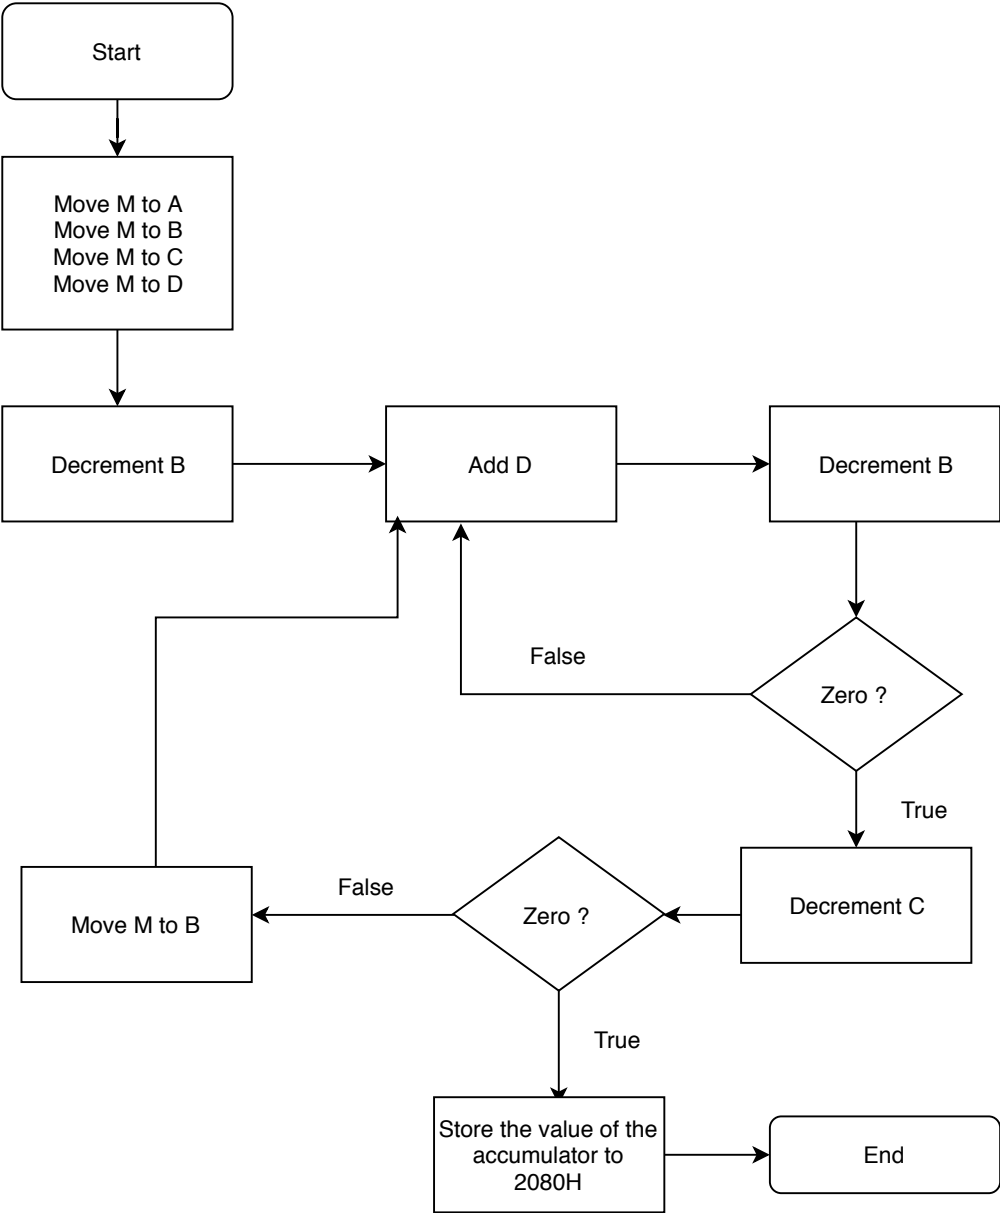 Start
Move M to A
Move M to B
Move M to C
Move M to D
Decrement B
Add D
Decrement B
False
Zero ?
True
Decrement C
Zero ?
False
Move M to B
True
Store the value of the
accumulator to
2080H
End